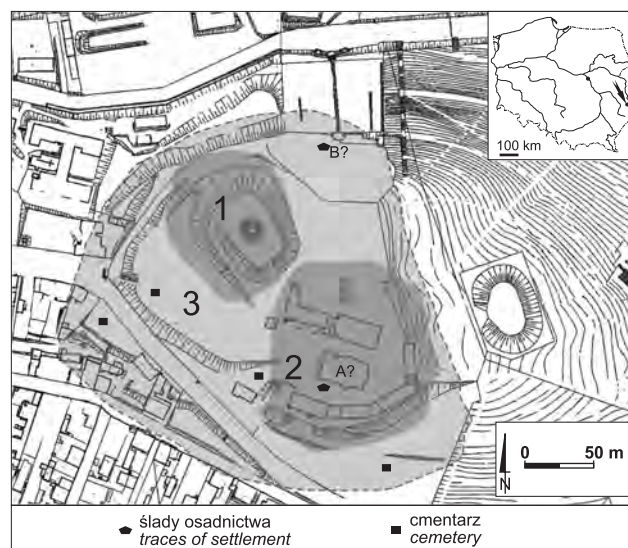 100 km
B?
1
3
2
A?
0 50 m
N
ślady osadnictwa
traces of settlement
cmentarz
cemetery